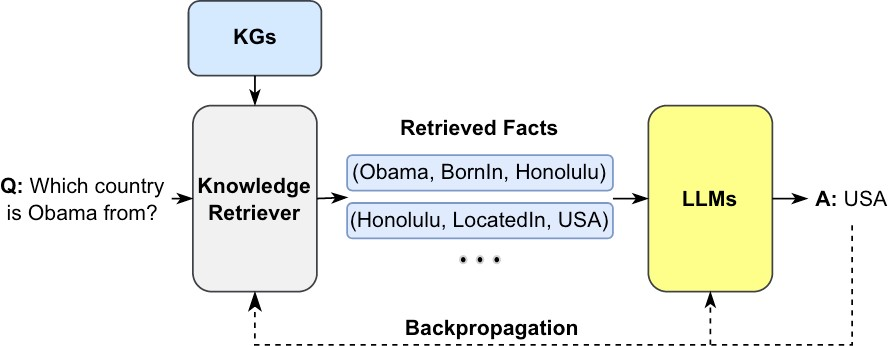 KGs
Retrieved Facts
(Obama, BornIn, Honolulu)
Q: Which country
is Obama from?
Knowledge
Retriever
(Honolulu, LocatedIn, USA)
• • •
LLMs
A: USA
Backpropagation